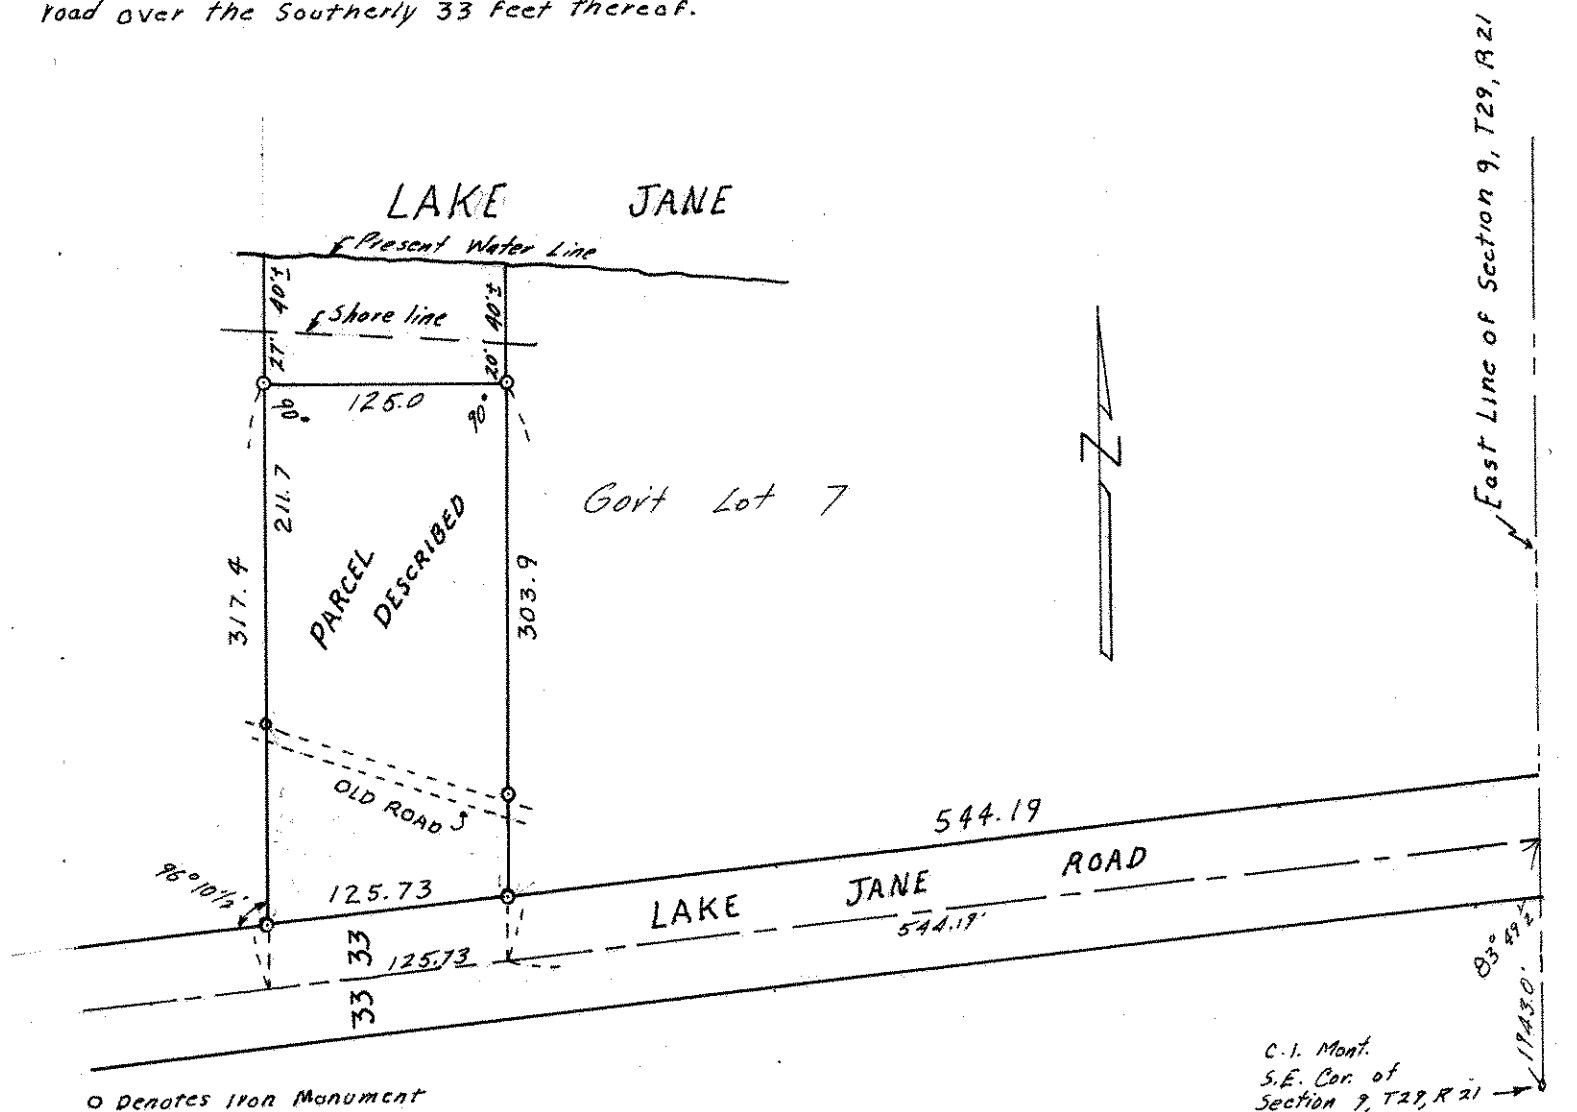 road over the Southerly 33 feet thereof.
East Line of Section 9, T29, R21
LAKE JANE
Present Water Line
40'±
40'±
Shore line
27'
20'
125.0
90°
90°
211.7
Gov't Lot 7
N
PARCEL
DESCRIBED
317.4
303.9
OLD ROAD
544.19
96°10½'
125.73
LAKE JANE ROAD
544.19'
33
125.73
33
83° 49½'
1943.0'
C.I. Mont.
S.E. Cor. of
Section 9, T29, R21
o Denotes Iron Monument